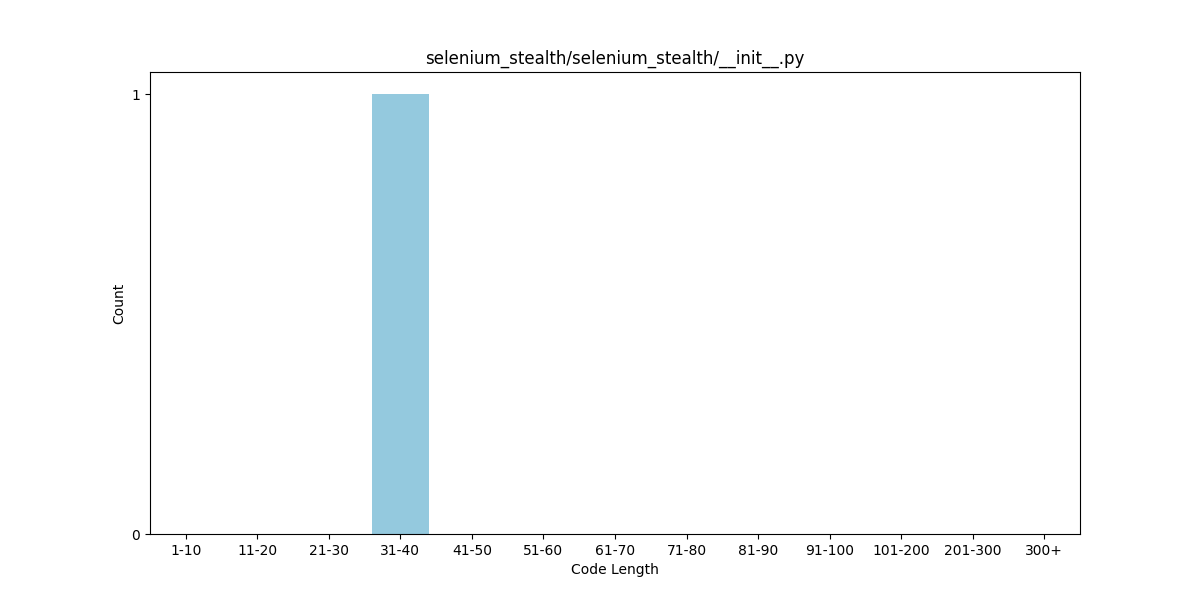 selenium_stealth/selenium_stealth/__init__.py
1
Count
0
1-10 11-20 21-30 31-40 41-50 51-60 61-70 71-80 81-90 91-100 101-200 201-300 300+
Code Length